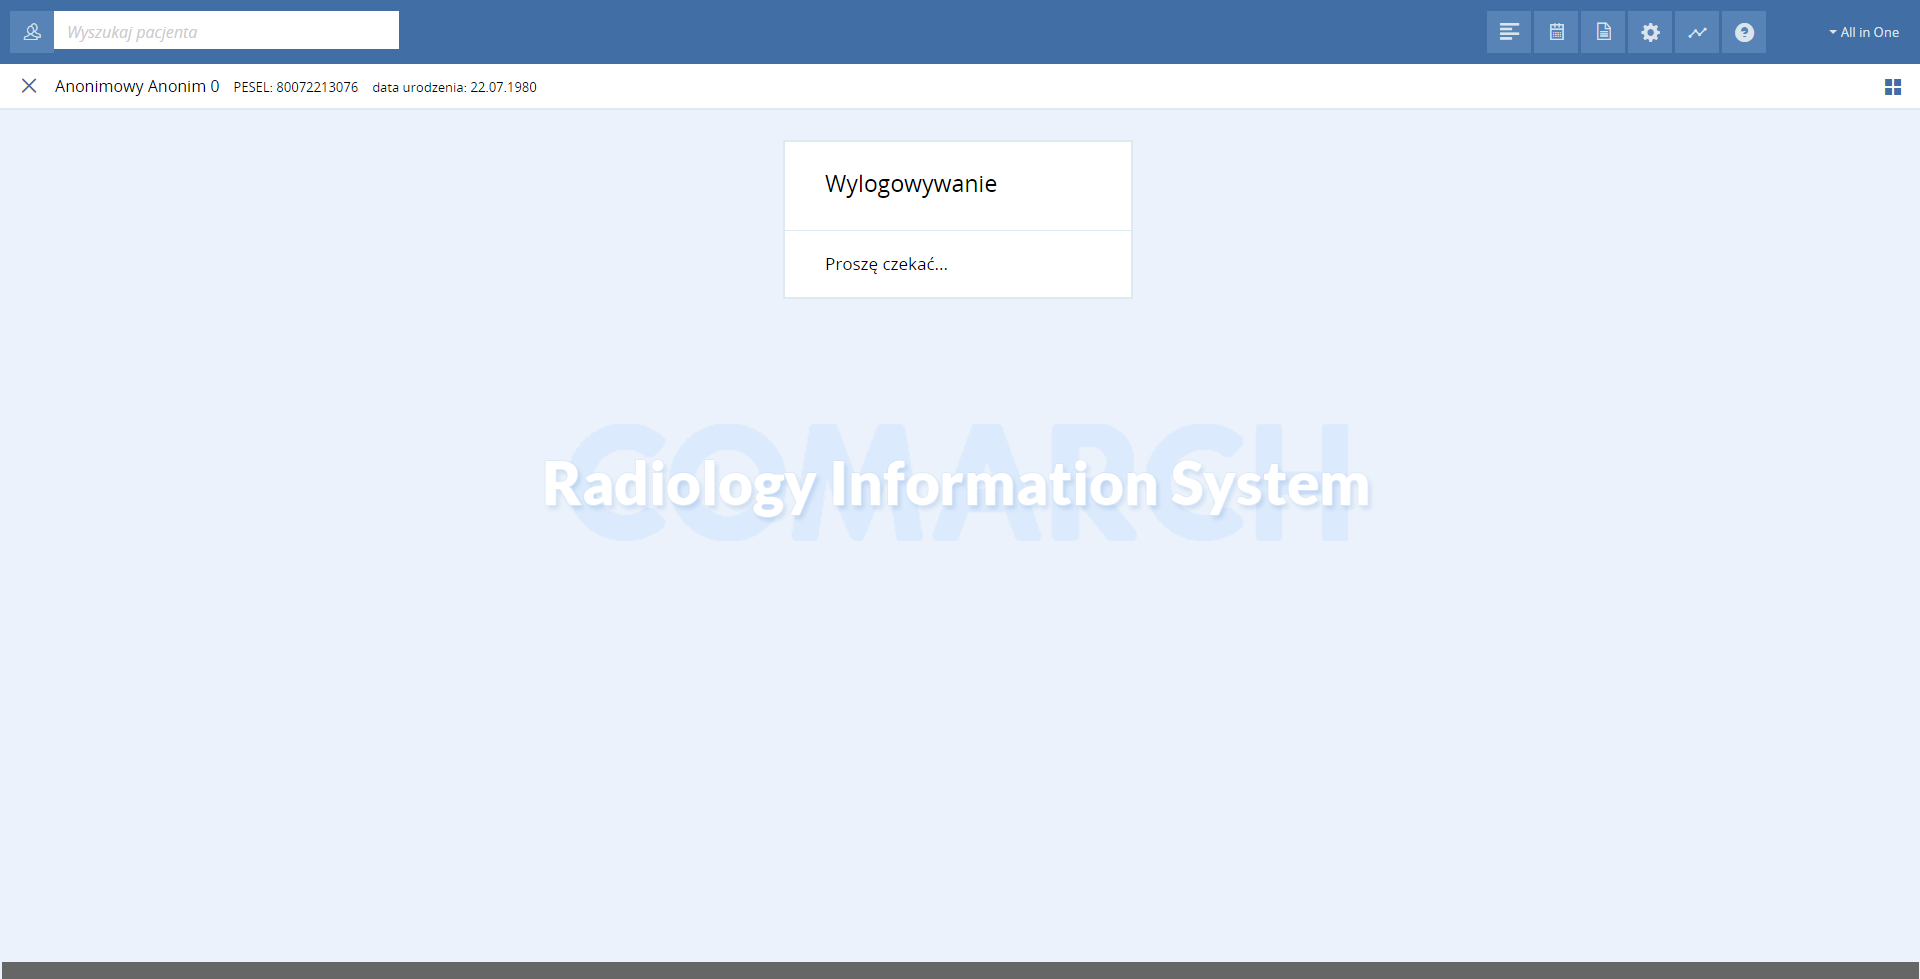 Wyszukaj pacjenta
All in One
Anonimowy Anonim 0 PESEL: 80072213076 data urodzenia: 22.07.1980
Wylogowywanie
Proszę czekać...
COMARCH
Radiology Information System